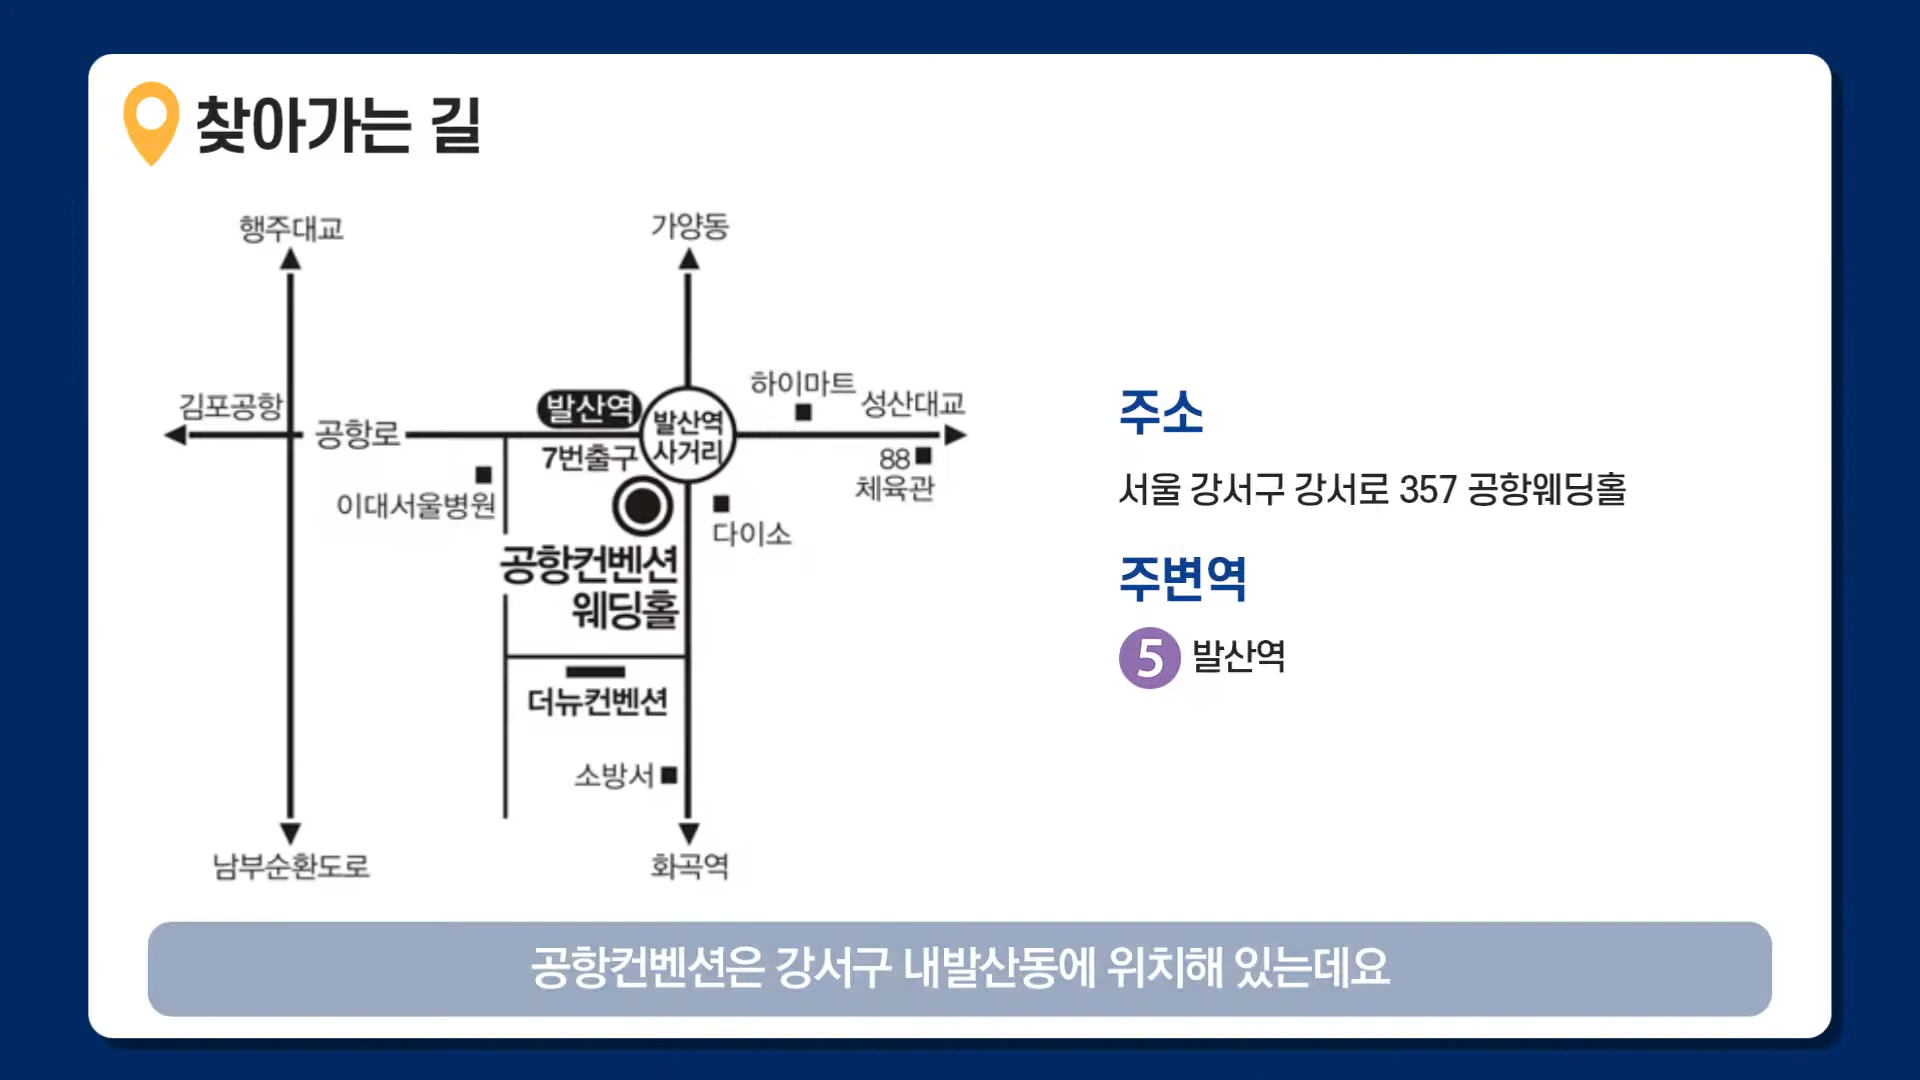 찾아가는 길
행주대교
가양동
김포공항
공항로
발산역
7번출구
발산역
사거리
하이마트
성산대교
88
체육관
이대서울병원
다이소
공항컨벤션
웨딩홀
더뉴컨벤션
소방서
남부순환도로
화곡역
주소
서울 강서구 강서로 357 공항웨딩홀
주변역
5 발산역
공항컨벤션은 강서구 내발산동에 위치해 있는데요